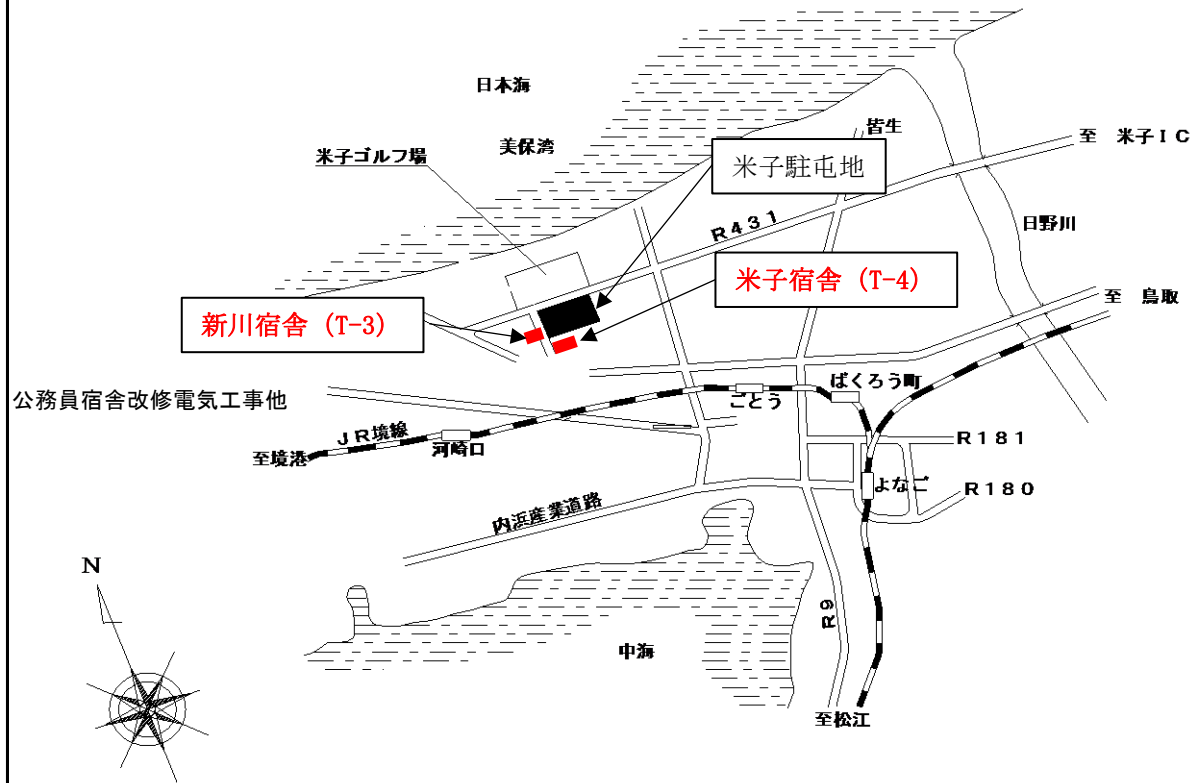 日本海
皆生
至 米子IC
米子ゴルフ場
美保湾
米子駐屯地
日野川
R431
米子宿舎 (T-4)
至 鳥取
新川宿舎 (T-3)
ばくろう町
公務員宿舎改修電気工事他
ごとう
JR境線
河崎口
R181
至境港
よなご
R180
内浜産業道路
N
R9
中海
至松江